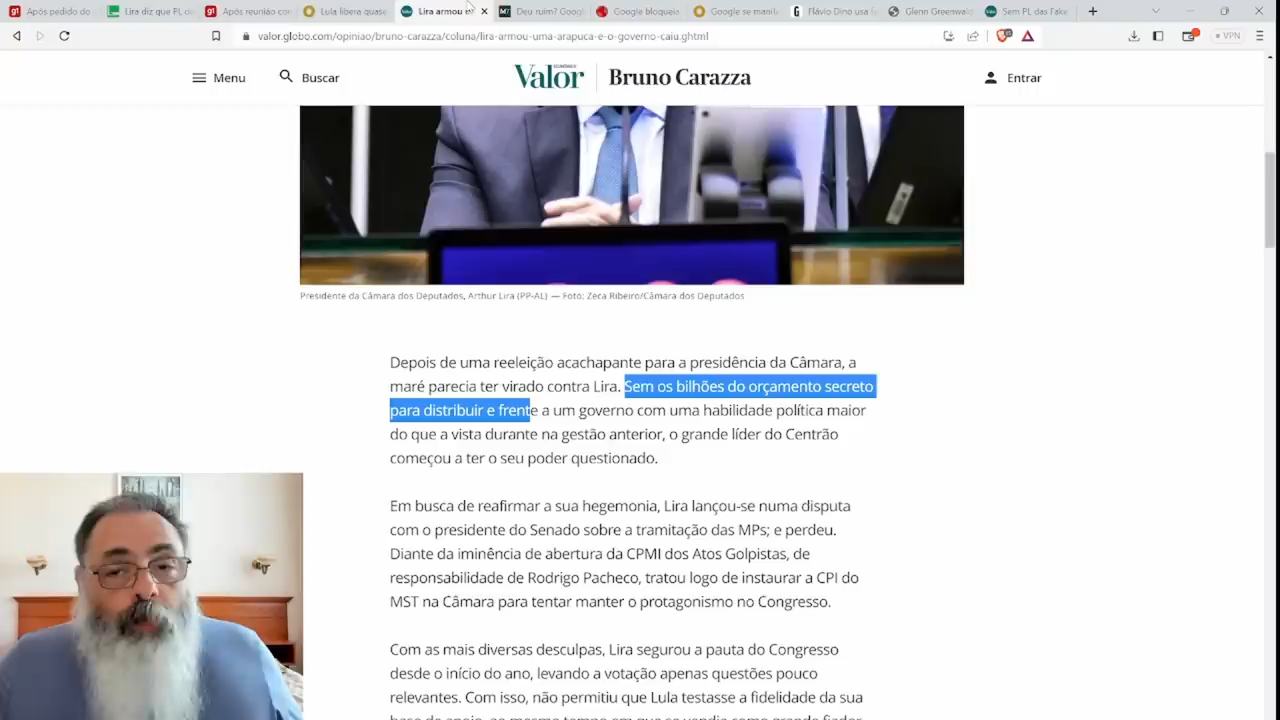 Após pedido do
Lira diz que PL de
Após reunião co
Lula libera quase
Lira armou
Deu ruim? Goog
Google bloqueia
Google se mani
Flávio Dino usa
Glenn Greenwal
Sem PL das Fake
valor.globo.com/opiniao/bruno-carazza/coluna/lira-armou-uma-arapuca-e-o-governo-caiu.ghtml
VPN
Menu
Buscar
Valor
Bruno Carazza
Entrar
Presidente da Câmara dos Deputados, Arthur Lira (PP-AL) — Foto: Zeca Ribeiro/Câmara dos Deputados
Depois de uma reeleição acachapante para a presidência da Câmara, a
maré parecia ter virado contra Lira. Sem os bilhões do orçamento secreto
para distribuir e frente a um governo com uma habilidade política maior
do que a vista durante na gestão anterior, o grande líder do Centrão
começou a ter o seu poder questionado.
Em busca de reafirmar a sua hegemonia, Lira lançou-se numa disputa
com o presidente do Senado sobre a tramitação das MPs; e perdeu.
Diante da iminência de abertura da CPMI dos Atos Golpistas, de
responsabilidade de Rodrigo Pacheco, tratou logo de instaurar a CPI do
MST na Câmara para tentar manter o protagonismo no Congresso.
Com as mais diversas desculpas, Lira segurou a pauta do Congresso
desde o início do ano, levando a votação apenas questões pouco
relevantes. Com isso, não permitiu que Lula testasse a fidelidade da sua